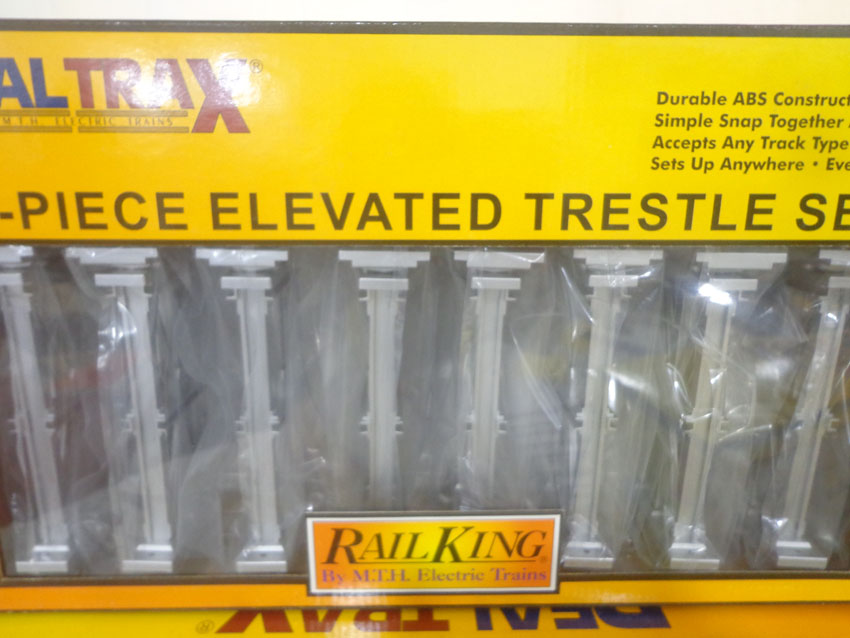 ALTRAX®
M.T.H. ELECTRIC TRAINS
Durable ABS Construct
Simple Snap Together
Accepts Any Track Type
Sets Up Anywhere • Eve
-PIECE ELEVATED TRESTLE SE
RAILKING®
By M.T.H. Electric Trains
REALTRAX®